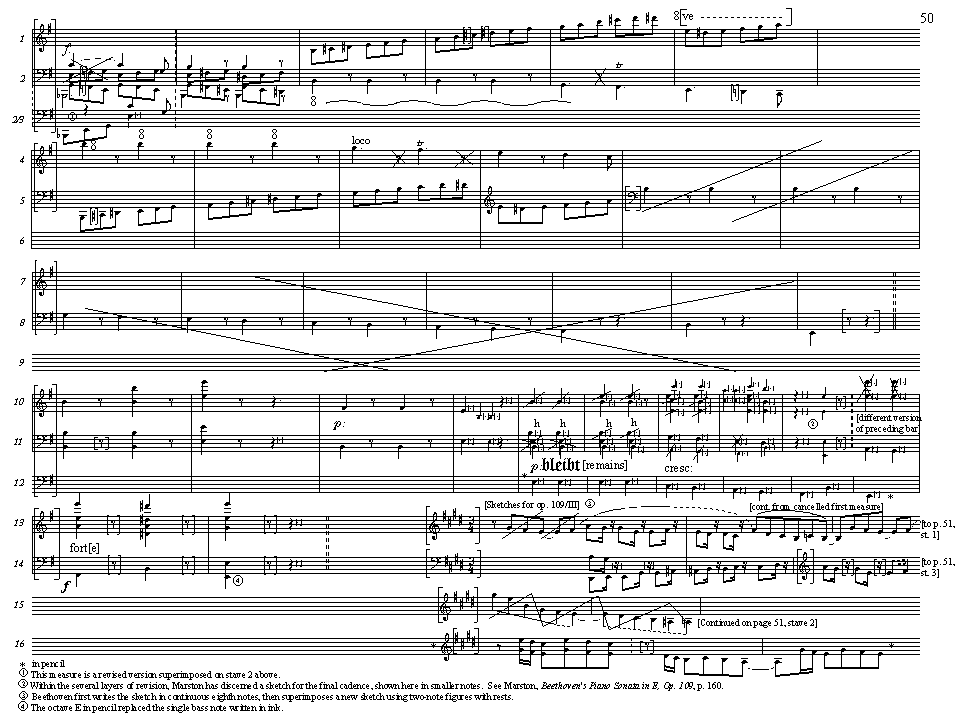 50
8 ve
1
f
2
2/3
①
8
8 8 8
loco
tr
4
5
6
7
8
9
10
p:
②
[different version
of preceding bar]
h h h h
11
p: bleibt [remains] cresc:
12
*
*
[Sketches for op. 109/III] ③ [cont. from cancelled first measure]
13
[to p. 51,
st. 1]
fort[e]
14
f
④
[to p. 51,
st. 3]
15
[Continued on page 51, stave 2]
16
*
*
* in pencil
① This measure is a revised version superimposed on stave 2 above.
③ Within the several layers of revision, Marston has discerned a sketch for the final cadence, shown here in smaller notes. See Marston, Beethoven's Piano Sonata in E, Op. 109, p. 160.
② Beethoven first writes the sketch in continuous eighth notes, then superimposes a new sketch using two-note figures with rests.
④ The octave E in pencil replaced the single bass note written in ink.